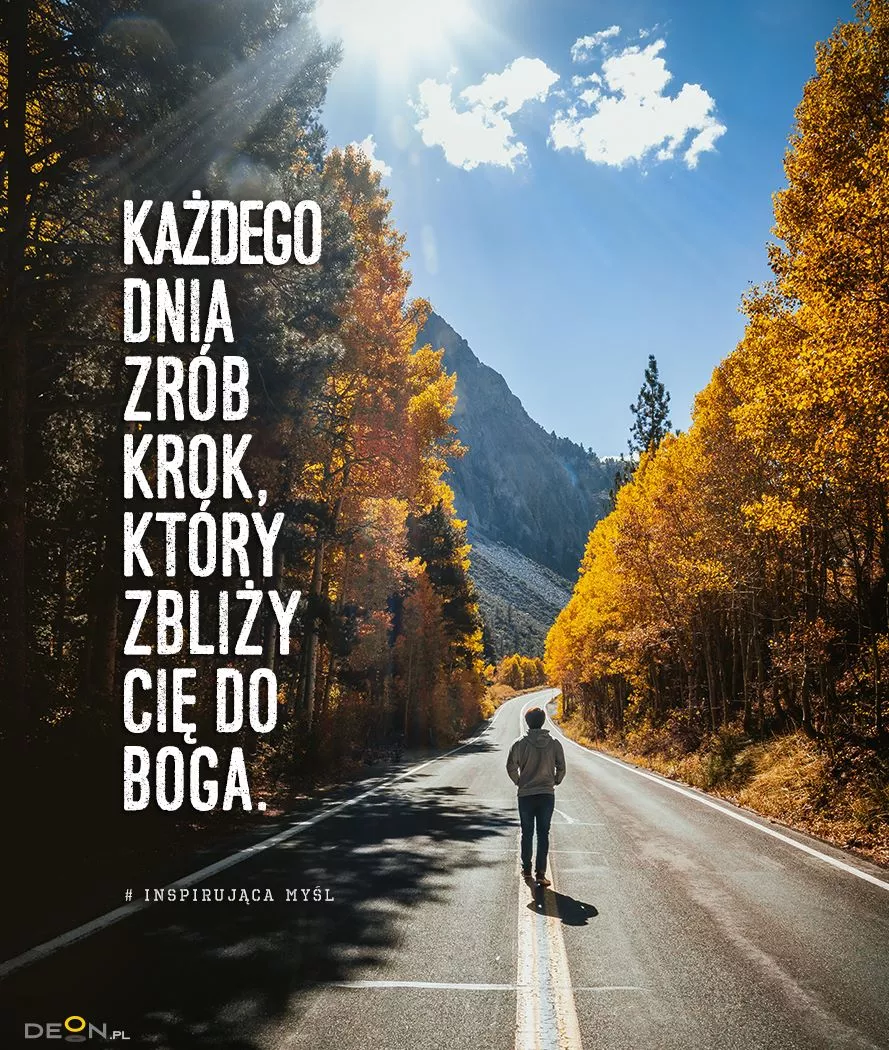 KAŻDEGO
DNIA
ZRÓB
KROK,
KTÓRY
ZBLIŻY
CIĘ DO
BOGA.
# INSPIRUJĄCA MYŚL
DEON.PL